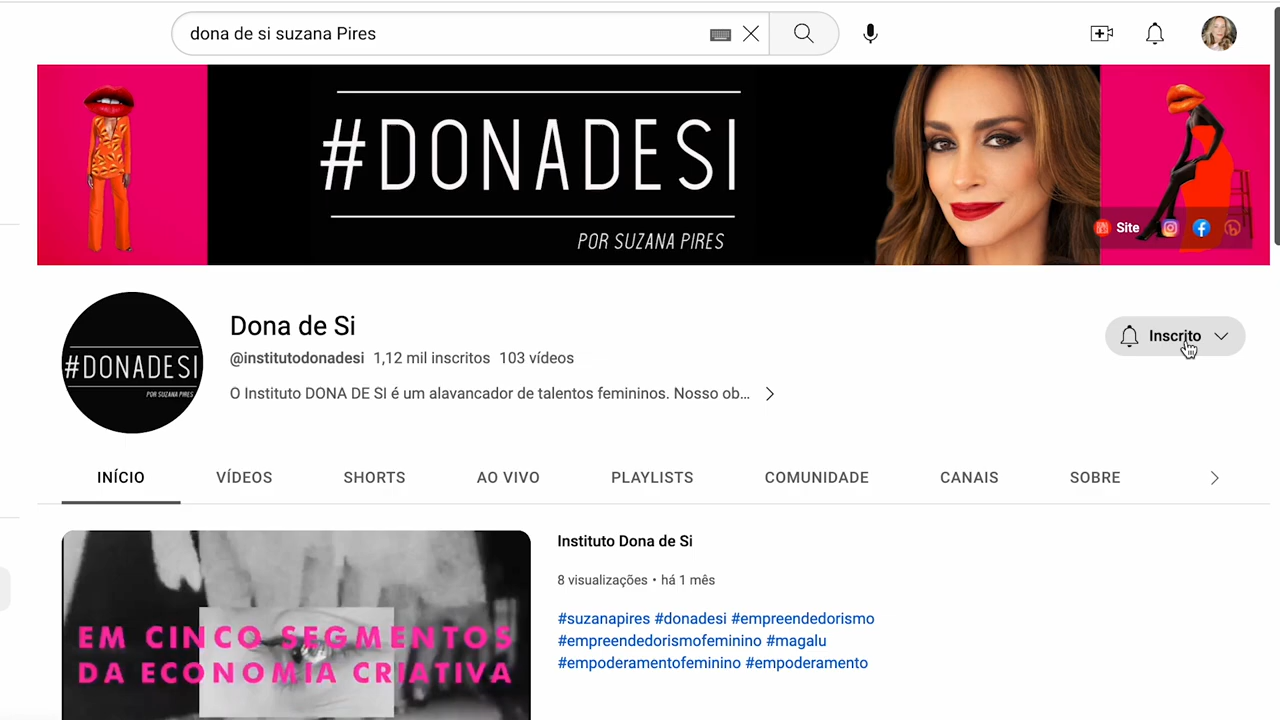 dona de si suzana Pires
#DONADESI
POR SUZANA PIRES
Site
#DONADESI
POR SUZANA PIRES
Dona de Si
@institutodonadesi 1,12 mil inscritos 103 vídeos
O Instituto DONA DE SI é um alavancador de talentos femininos. Nosso ob...
Inscrito
INÍCIO VÍDEOS SHORTS AO VIVO PLAYLISTS COMUNIDADE CANAIS SOBRE
EM CINCO SEGMENTOS
DA ECONOMIA CRIATIVA
Instituto Dona de Si
8 visualizações • há 1 mês
#suzanapires #donadesi #empreendedorismo
#empreendedorismofeminino #magalu
#empoderamentofeminino #empoderamento